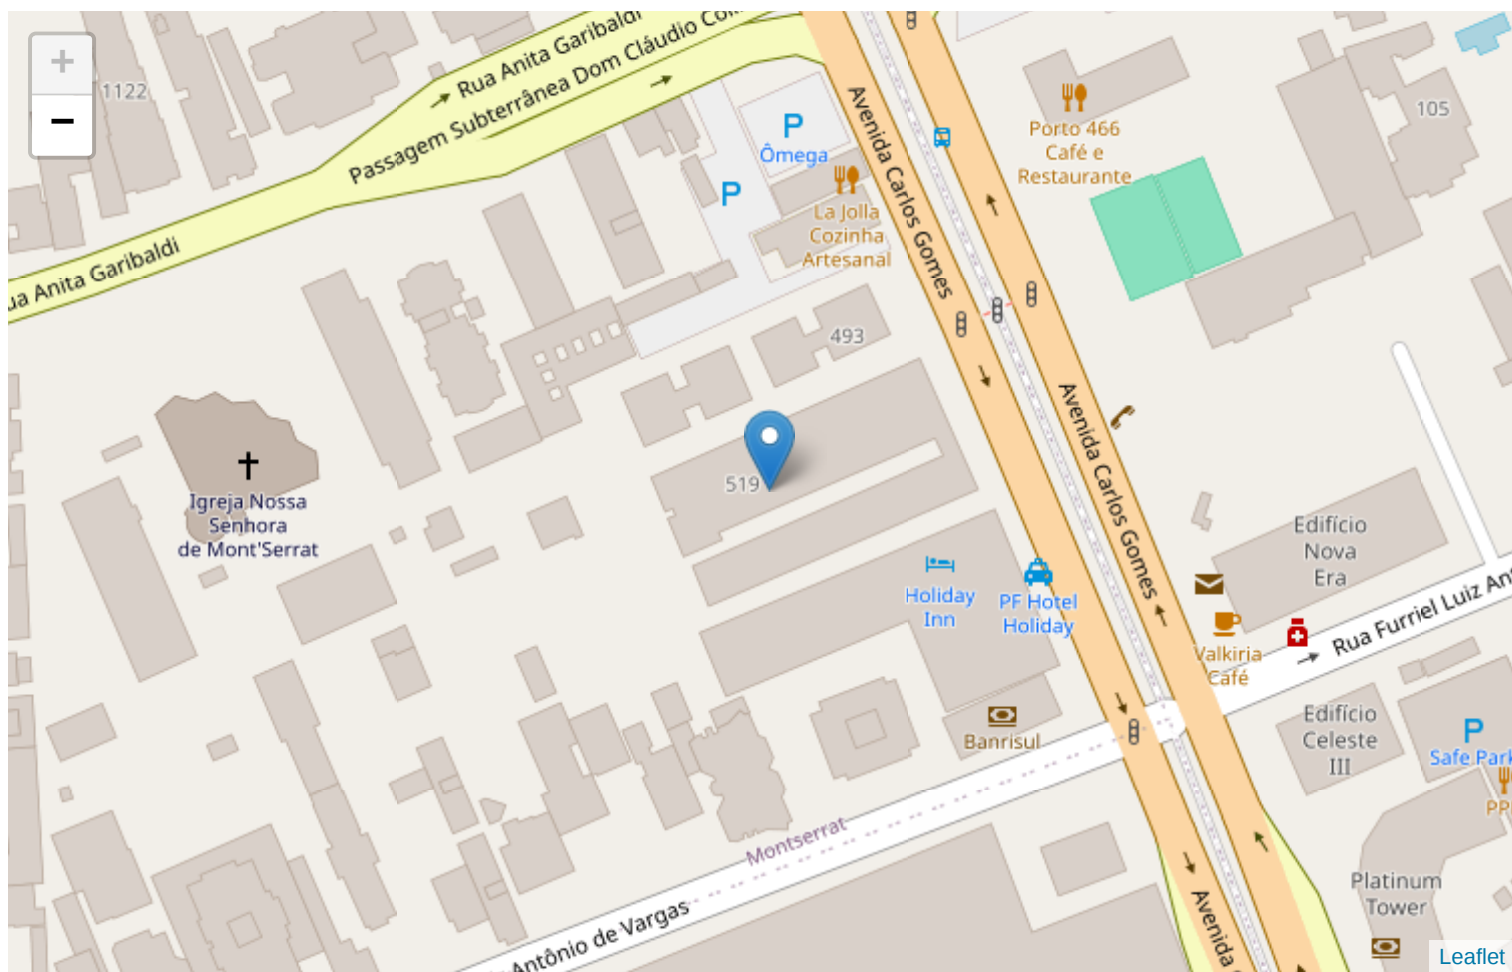 +
−
1122
Rua Anita Garibaldi
Passagem Subterrânea Dom Cláudio
Anita Garibaldi
P
Ômega
P
La Jolla
Cozinha
Artesanal
Avenida Carlos Gomes
Porto 466
Café e
Restaurante
105
493
519
Igreja Nossa
Senhora
de Mont'Serrat
Avenida Carlos Gomes
Holiday
Inn
PF Hotel
Holiday
Edifício
Nova
Era
Valkiria
Café
Rua Furriel Luiz
Banrisul
Edifício
Celeste
III
P
Safe Park
Montserrat
Antônio de Vargas
Avenida
Platinum
Tower
Leaflet